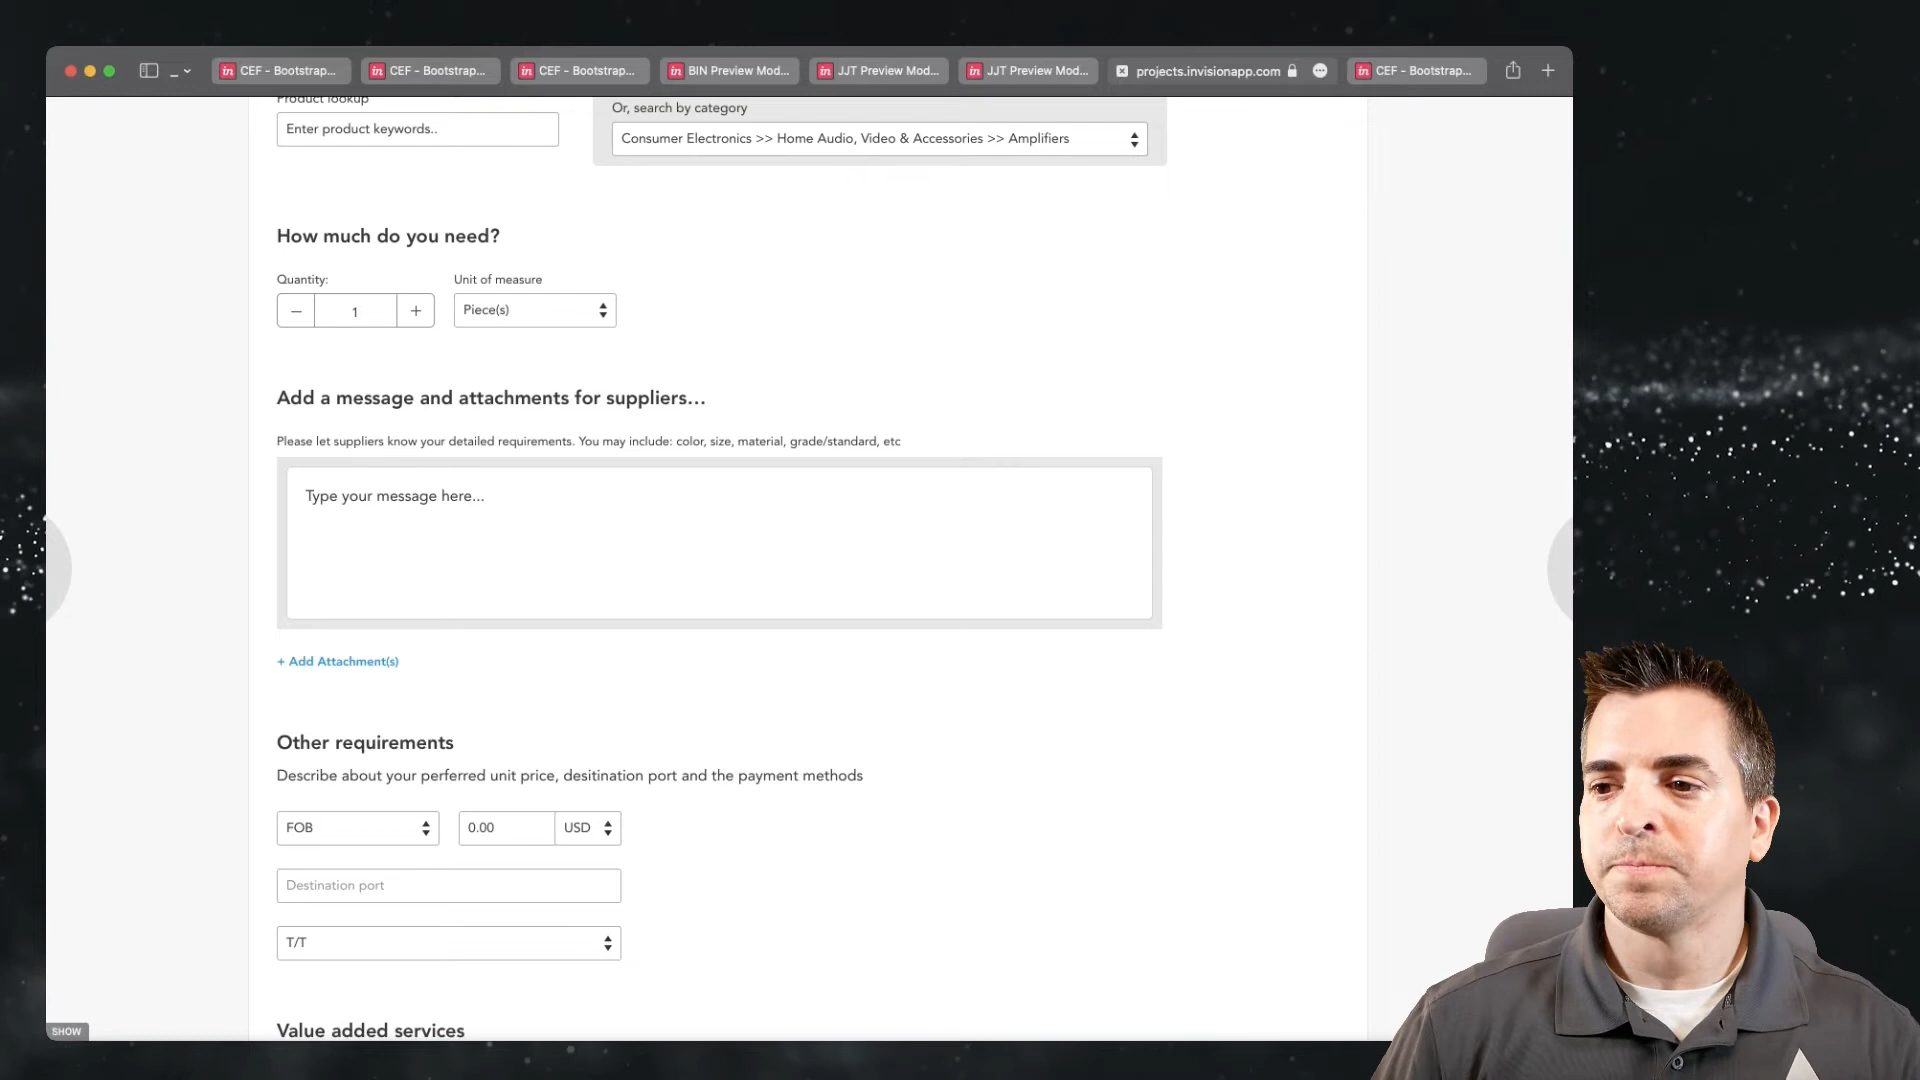 CEF - Bootstrap...
CEF - Bootstrap...
CEF - Bootstrap...
BIN Preview Mod...
JJT Preview Mod...
JJT Preview Mod...
projects.invisionapp.com
CEF - Bootstrap...
Product lookup
Enter product keywords..
Or, search by category
Consumer Electronics >> Home Audio, Video & Accessories >> Amplifiers
How much do you need?
Quantity:
Unit of measure
− 1 +
Piece(s)
Add a message and attachments for suppliers...
Please let suppliers know your detailed requirements. You may include: color, size, material, grade/standard, etc
Type your message here...
+ Add Attachment(s)
Other requirements
Describe about your perferred unit price, desitination port and the payment methods
FOB
0.00
USD
Destination port
T/T
Value added services
SHOW